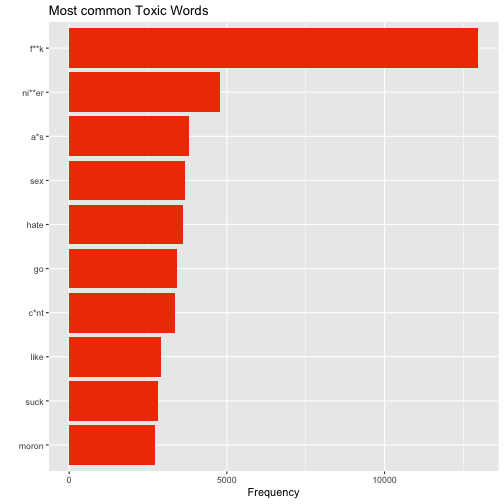 Most common Toxic Words
f**k
ni**er
a*s
sex
hate
go
c*nt
like
suck
moron
0 5000 10000
Frequency